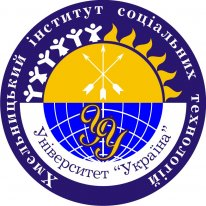 Хмельницький інститут соціальних технологій
Університет "Україна"
УУ